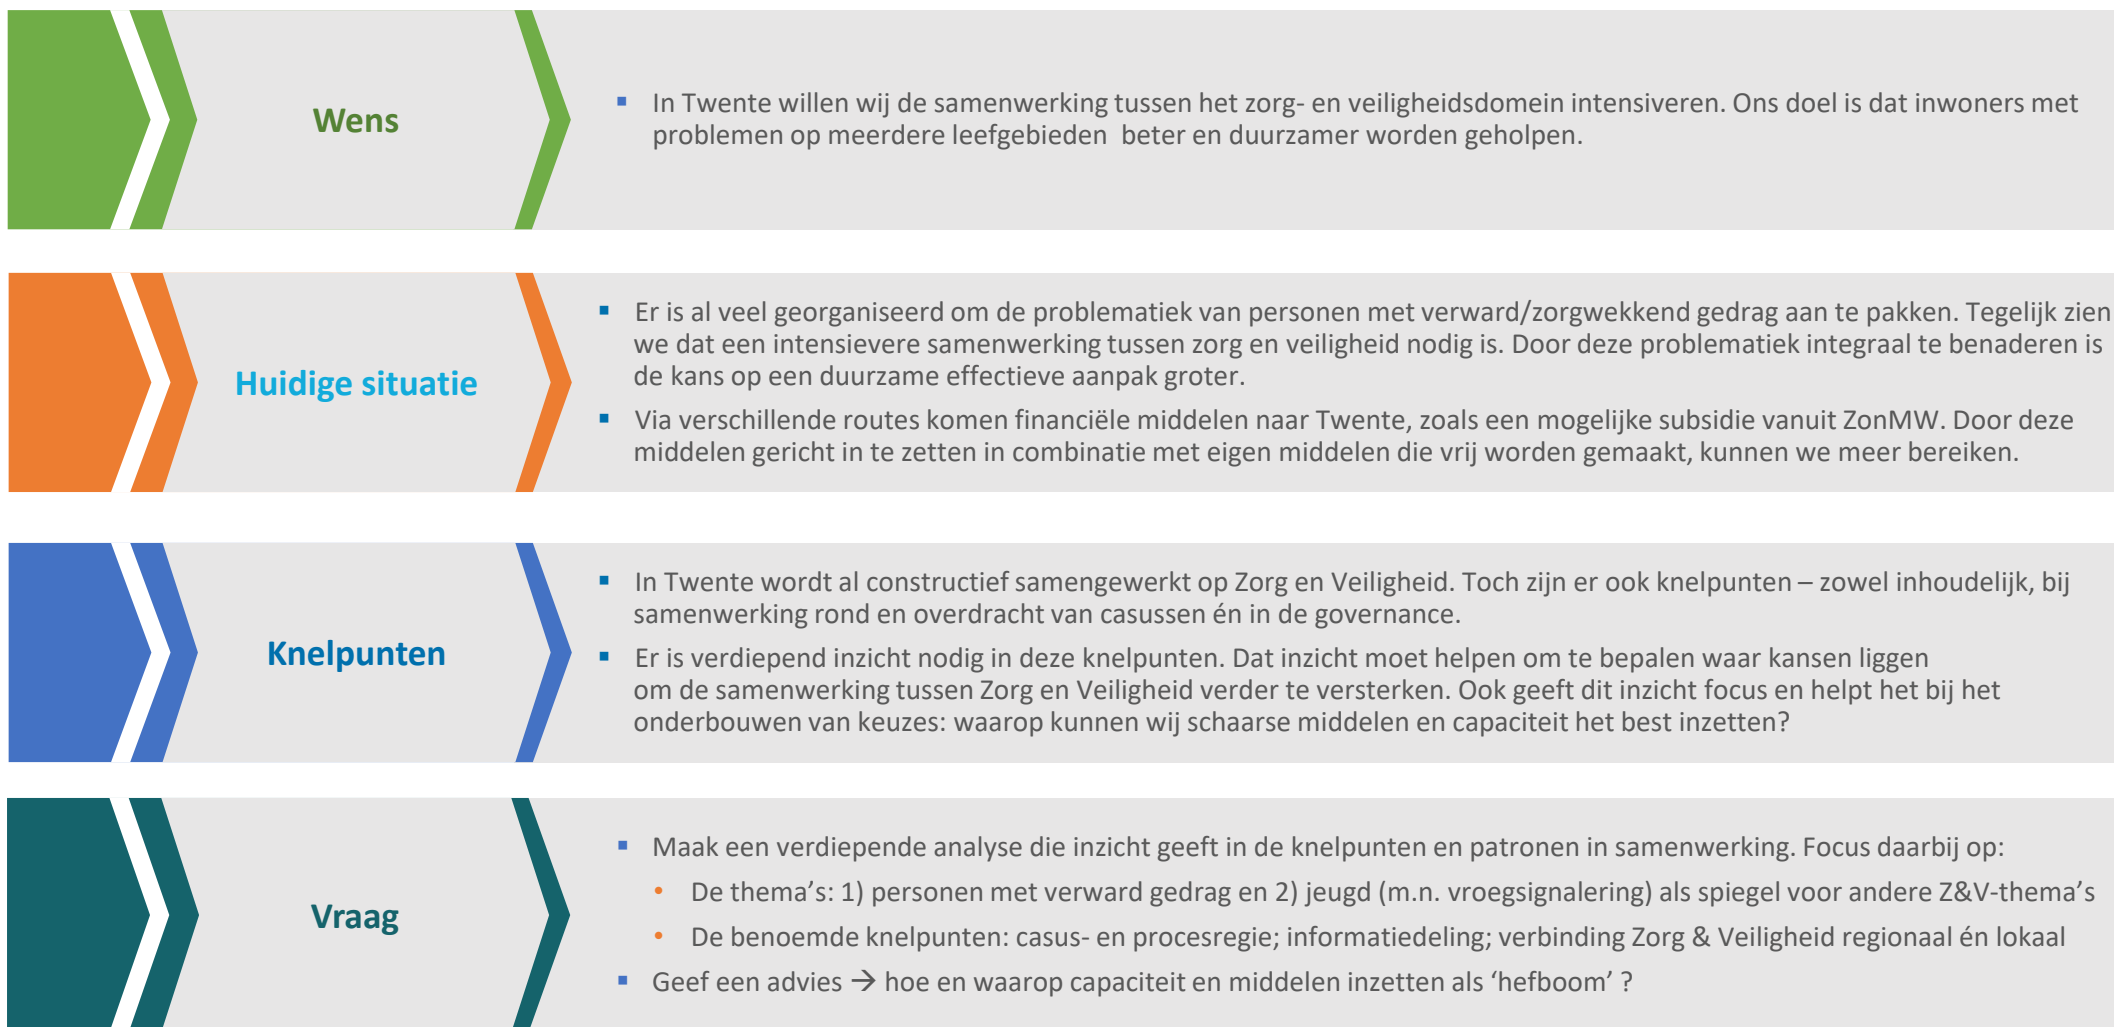 Wens
▪ In Twente willen wij de samenwerking tussen het zorg- en veiligheidsdomein intensiveren. Ons doel is dat inwoners met
problemen op meerdere leefgebieden  beter en duurzamer worden geholpen.
Huidige situatie
▪ Er is al veel georganiseerd om de problematiek van personen met verward/zorgwekkend gedrag aan te pakken. Tegelijk zien
we dat een intensievere samenwerking tussen zorg en veiligheid nodig is. Door deze problematiek integraal te benaderen is
de kans op een duurzame effectieve aanpak groter.
▪ Via verschillende routes komen financiële middelen naar Twente, zoals een mogelijke subsidie vanuit ZonMW. Door deze
middelen gericht in te zetten in combinatie met eigen middelen die vrij worden gemaakt, kunnen we meer bereiken.
Knelpunten
▪ In Twente wordt al constructief samengewerkt op Zorg en Veiligheid. Toch zijn er ook knelpunten – zowel inhoudelijk, bij
samenwerking rond en overdracht van casussen én in de governance.
▪ Er is verdiepend inzicht nodig in deze knelpunten. Dat inzicht moet helpen om te bepalen waar kansen liggen
om de samenwerking tussen Zorg en Veiligheid verder te versterken. Ook geeft dit inzicht focus en helpt het bij het
onderbouwen van keuzes: waarop kunnen wij schaarse middelen en capaciteit het best inzetten?
Vraag
▪ Maak een verdiepende analyse die inzicht geeft in de knelpunten en patronen in samenwerking. Focus daarbij op:
• De thema’s: 1) personen met verward gedrag en 2) jeugd (m.n. vroegsignalering) als spiegel voor andere Z&V-thema’s
• De benoemde knelpunten: casus- en procesregie; informatiedeling; verbinding Zorg & Veiligheid regionaal én lokaal
▪ Geef een advies → hoe en waarop capaciteit en middelen inzetten als ‘hefboom’ ?